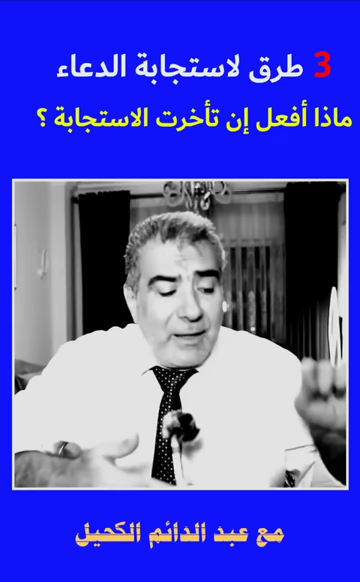 3 طرق لاستجابة الدعاء
ماذا أفعل إن تأخرت الاستجابة ؟
مع عبد الدائم الكحيل